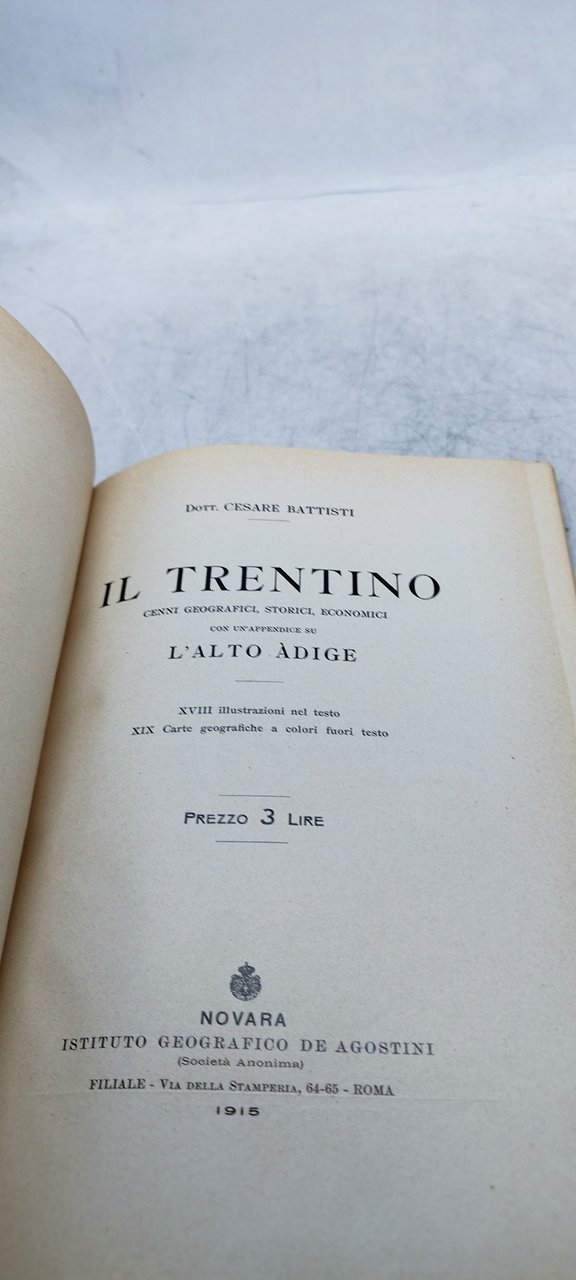 Dott. CESARE BATTISTI
IL TRENTINO
CENNI GEOGRAFICI, STORICI, ECONOMICI
CON UN'APPENDICE SU
L'ALTO ÀDIGE
XVIII illustrazioni nel testo
XIX Carte geografiche a colori fuori testo
PREZZO 3 LIRE
NOVARA
ISTITUTO GEOGRAFICO DE AGOSTINI
(Società Anonima)
FILIALE - VIA DELLA STAMPERIA, 64-65 - ROMA
1915